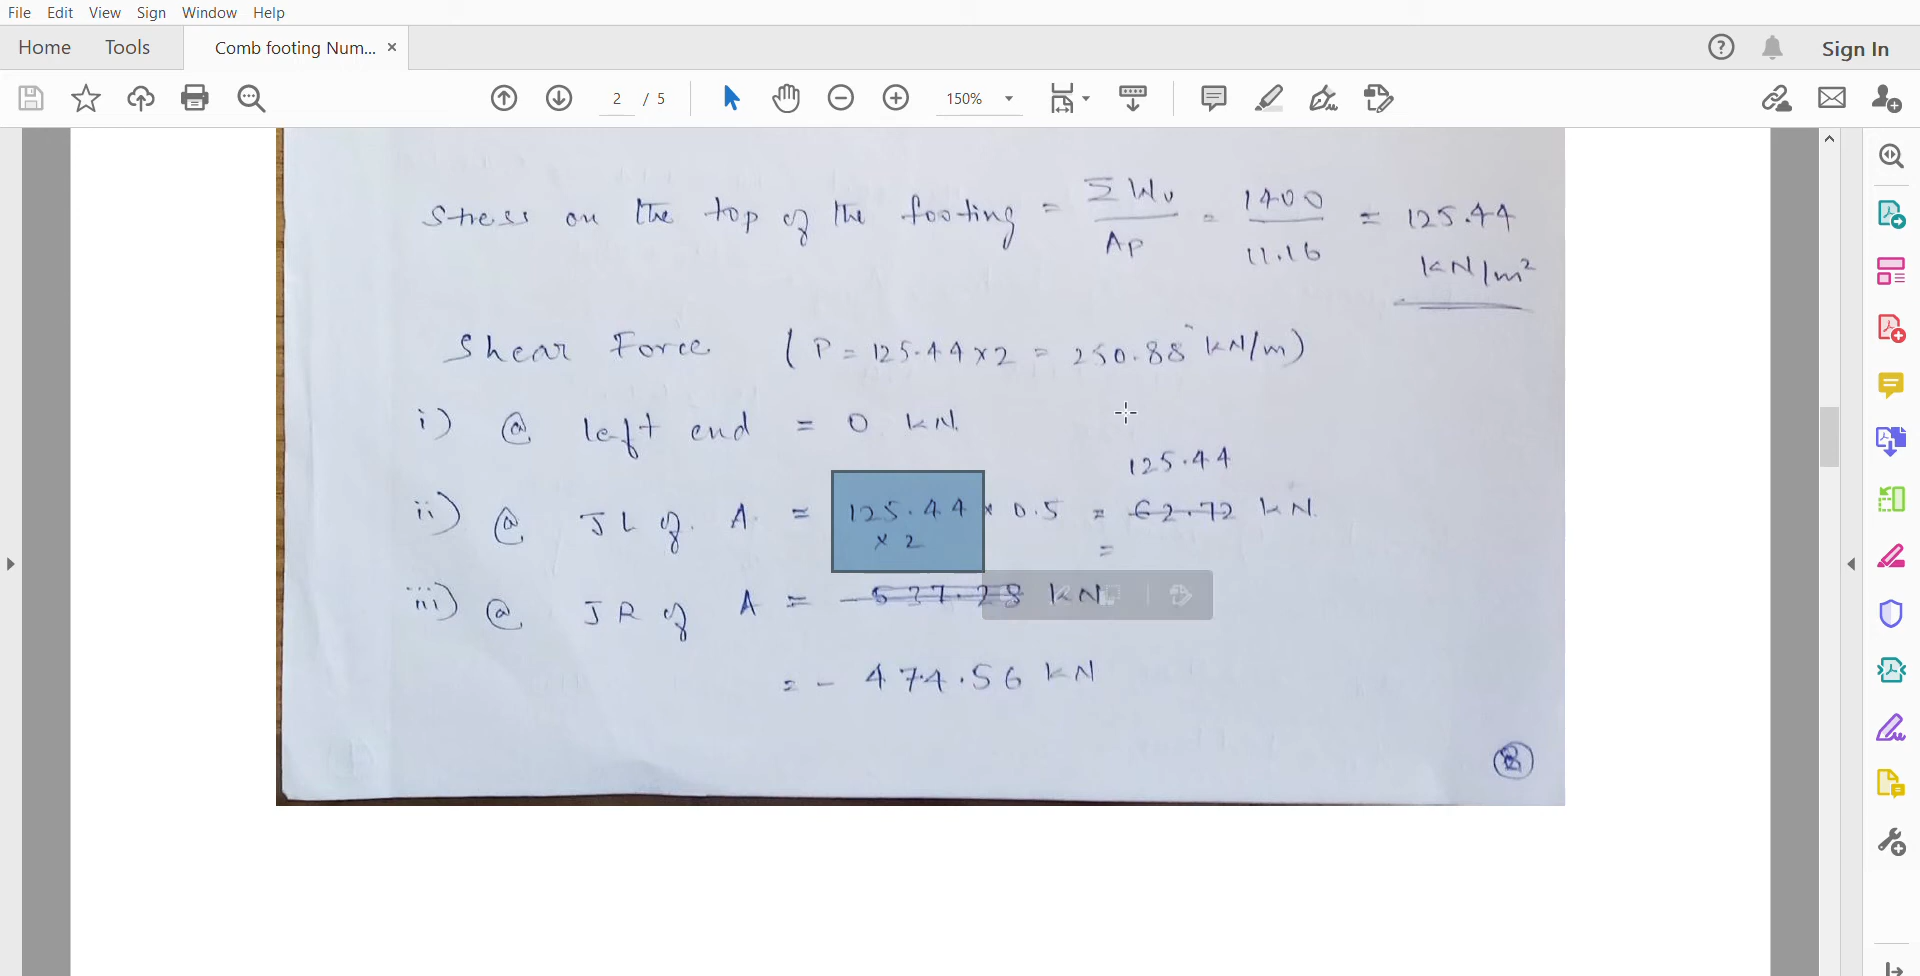 File Edit View Sign Window Help
Home Tools Comb footing Num... × Sign In
2 / 5 150%
Stress on the top of the footing = ΣWu / Ap = 1400 / 11.16 = 125.44 kN/m²
Shear Force (P = 125.44 x 2 = 250.88 kN/m)
i) @ left end = 0 kN.
125.44
ii) @ JL of A. = 125.44 x 0.5 = 62.72 kN.
x 2 =
iii) @ JR of A = - 537.28 kN
= - 474.56 kN
2